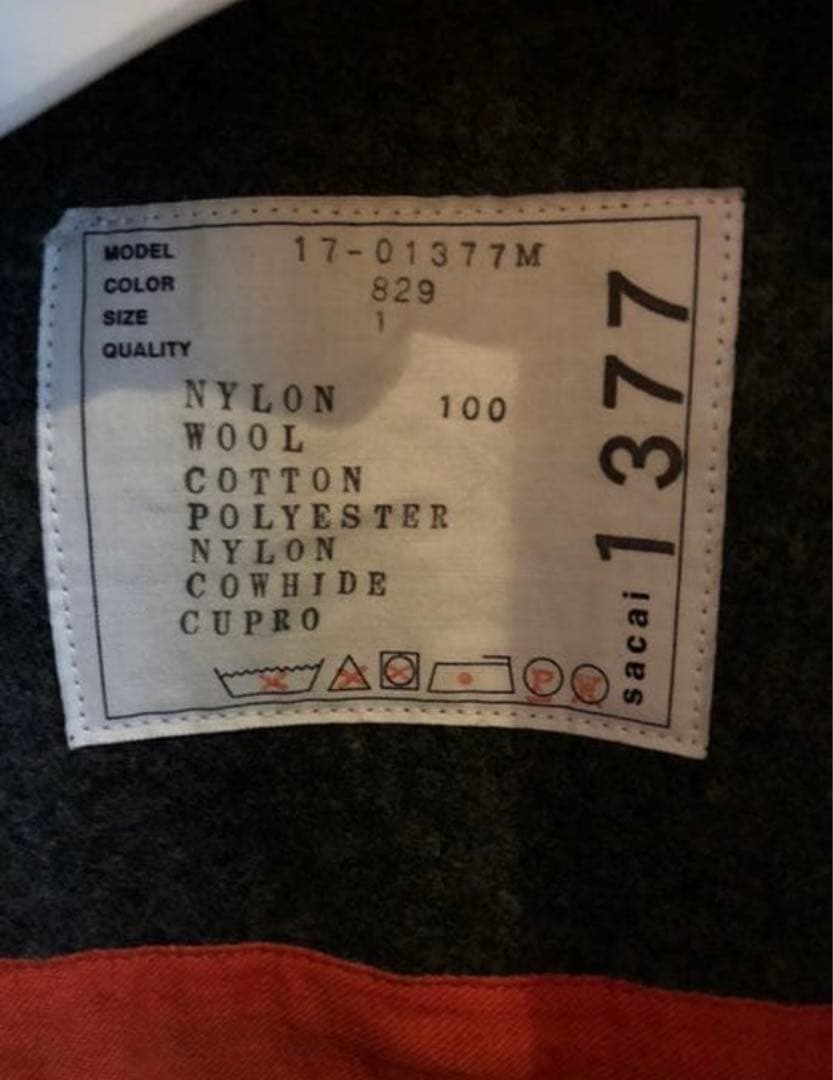 MODEL 17-01377M
COLOR 829
SIZE 1
QUALITY
NYLON 100
WOOL
COTTON
POLYESTER
NYLON
COWHIDE
CUPRO
P W
sacai 1377